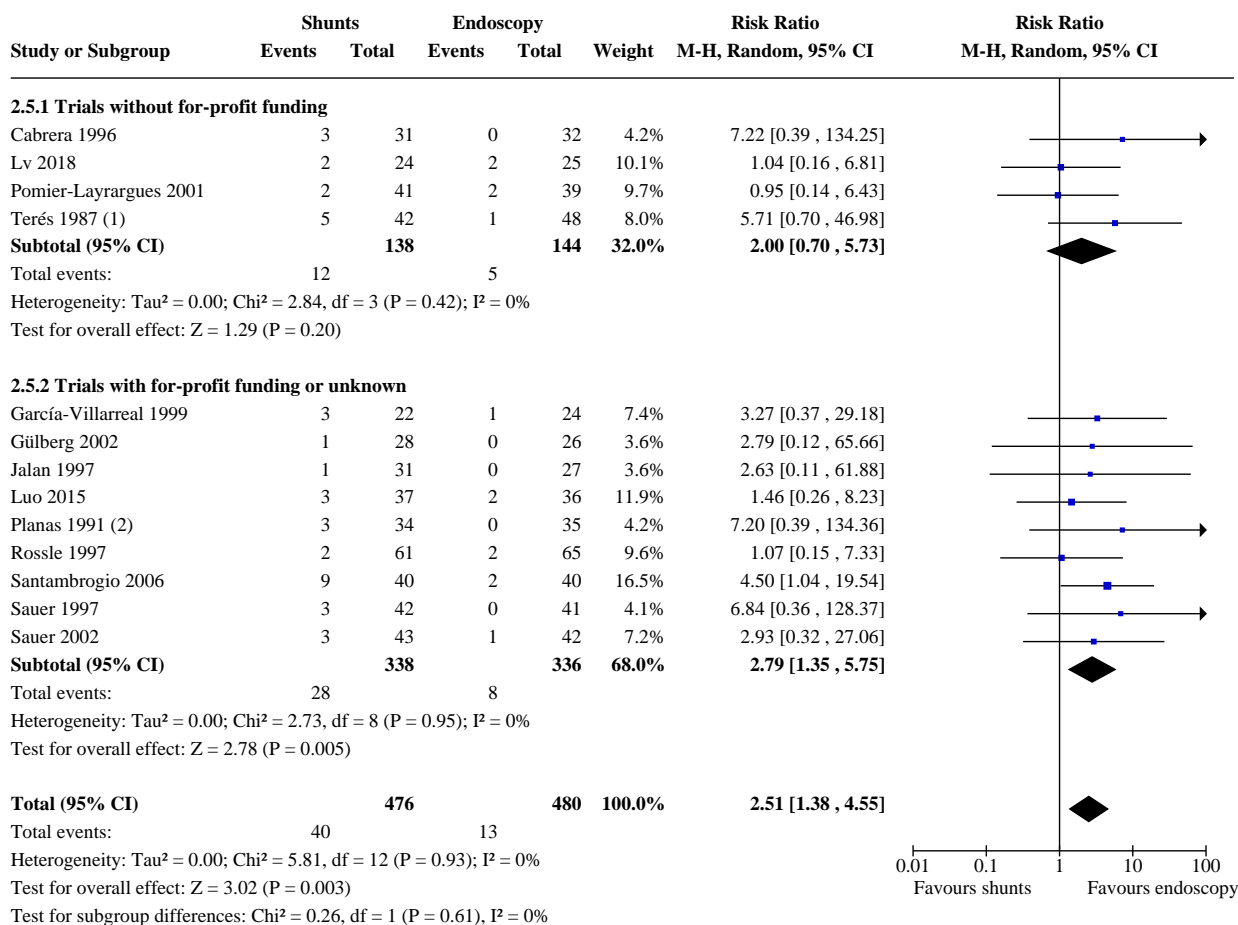 Shunts Endoscopy Risk Ratio Risk Ratio
Study or Subgroup Events Total Events Total Weight M-H, Random, 95% CI M-H, Random, 95% CI
2.5.1 Trials without for-profit funding
Cabrera 1996 3 31 0 32 4.2% 7.22 [0.39 , 134.25]
Lv 2018 2 24 2 25 10.1% 1.04 [0.16 , 6.81]
Pomier-Layrargues 2001 2 41 2 39 9.7% 0.95 [0.14 , 6.43]
Terés 1987 (1) 5 42 1 48 8.0% 5.71 [0.70 , 46.98]
Subtotal (95% CI) 138 144 32.0% 2.00 [0.70 , 5.73]
Total events: 12 5
Heterogeneity: Tau² = 0.00; Chi² = 2.84, df = 3 (P = 0.42); I² = 0%
Test for overall effect: Z = 1.29 (P = 0.20)
2.5.2 Trials with for-profit funding or unknown
García-Villarreal 1999 3 22 1 24 7.4% 3.27 [0.37 , 29.18]
Gülberg 2002 1 28 0 26 3.6% 2.79 [0.12 , 65.66]
Jalan 1997 1 31 0 27 3.6% 2.63 [0.11 , 61.88]
Luo 2015 3 37 2 36 11.9% 1.46 [0.26 , 8.23]
Planas 1991 (2) 3 34 0 35 4.2% 7.20 [0.39 , 134.36]
Rossle 1997 2 61 2 65 9.6% 1.07 [0.15 , 7.33]
Santambrogio 2006 9 40 2 40 16.5% 4.50 [1.04 , 19.54]
Sauer 1997 3 42 0 41 4.1% 6.84 [0.36 , 128.37]
Sauer 2002 3 43 1 42 7.2% 2.93 [0.32 , 27.06]
Subtotal (95% CI) 338 336 68.0% 2.79 [1.35 , 5.75]
Total events: 28 8
Heterogeneity: Tau² = 0.00; Chi² = 2.73, df = 8 (P = 0.95); I² = 0%
Test for overall effect: Z = 2.78 (P = 0.005)
Total (95% CI) 476 480 100.0% 2.51 [1.38 , 4.55]
Total events: 40 13
Heterogeneity: Tau² = 0.00; Chi² = 5.81, df = 12 (P = 0.93); I² = 0%
0.01 0.1 1 10 100
Test for overall effect: Z = 3.02 (P = 0.003)
Favours shunts Favours endoscopy
Test for subgroup differences: Chi² = 0.26, df = 1 (P = 0.61), I² = 0%